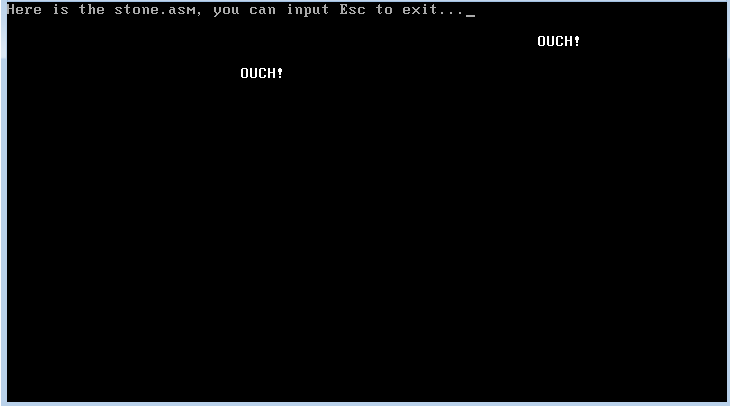 Here is the stone.asm, you can input Esc to exit..._
OUCH!
OUCH!